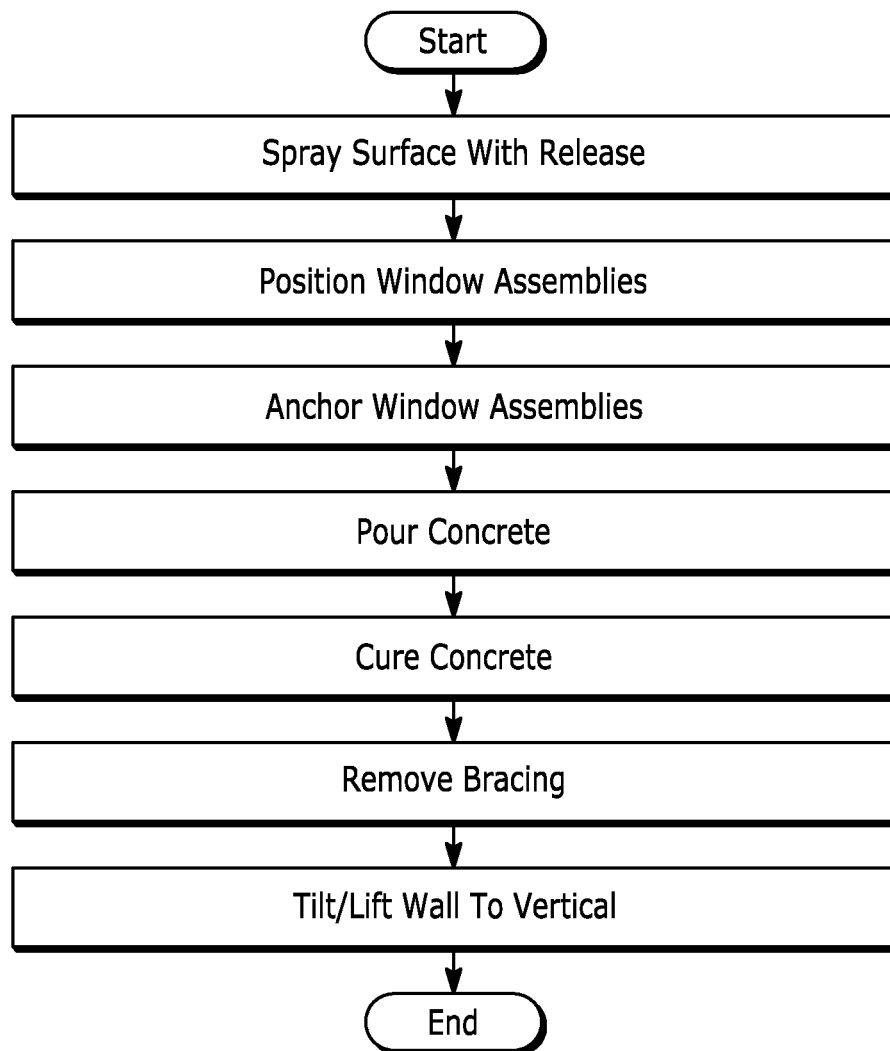 Start
Spray Surface With Release
Position Window Assemblies
Anchor Window Assemblies
Pour Concrete
Cure Concrete
Remove Bracing
Tilt/Lift Wall To Vertical
End